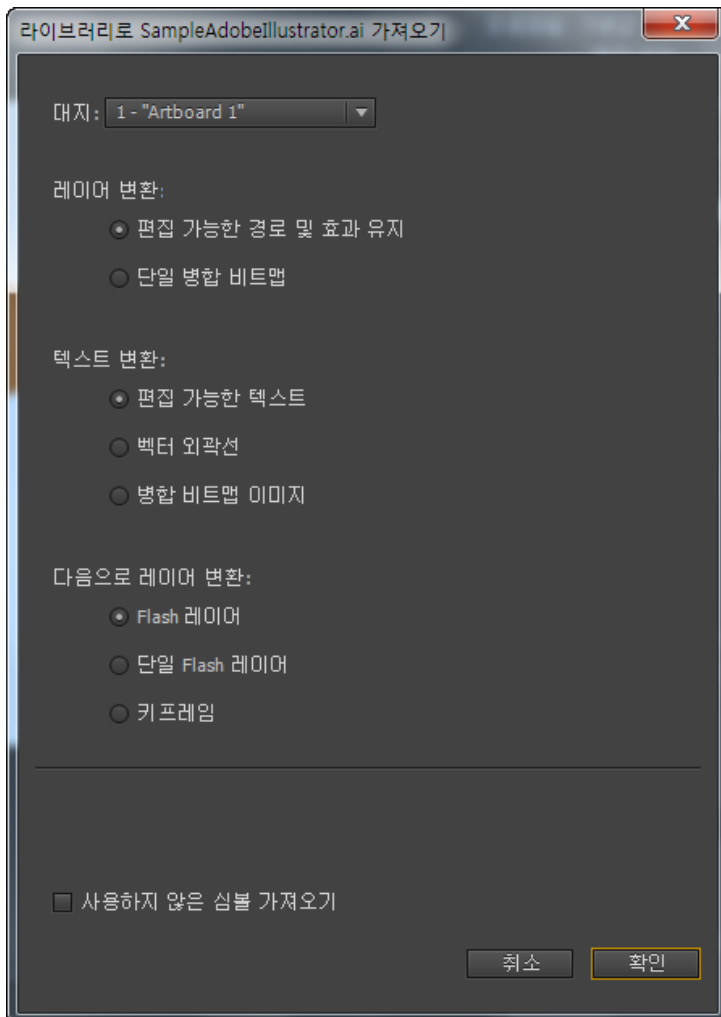 라이브러리로 SampleAdobeIllustrator.ai 가져오기
대지: 1 - "Artboard 1"
레이어 변환:
편집 가능한 경로 및 효과 유지
단일 병합 비트맵
텍스트 변환:
편집 가능한 텍스트
벡터 외곽선
병합 비트맵 이미지
다음으로 레이어 변환:
Flash 레이어
단일 Flash 레이어
키프레임
사용하지 않은 심볼 가져오기
취소 확인